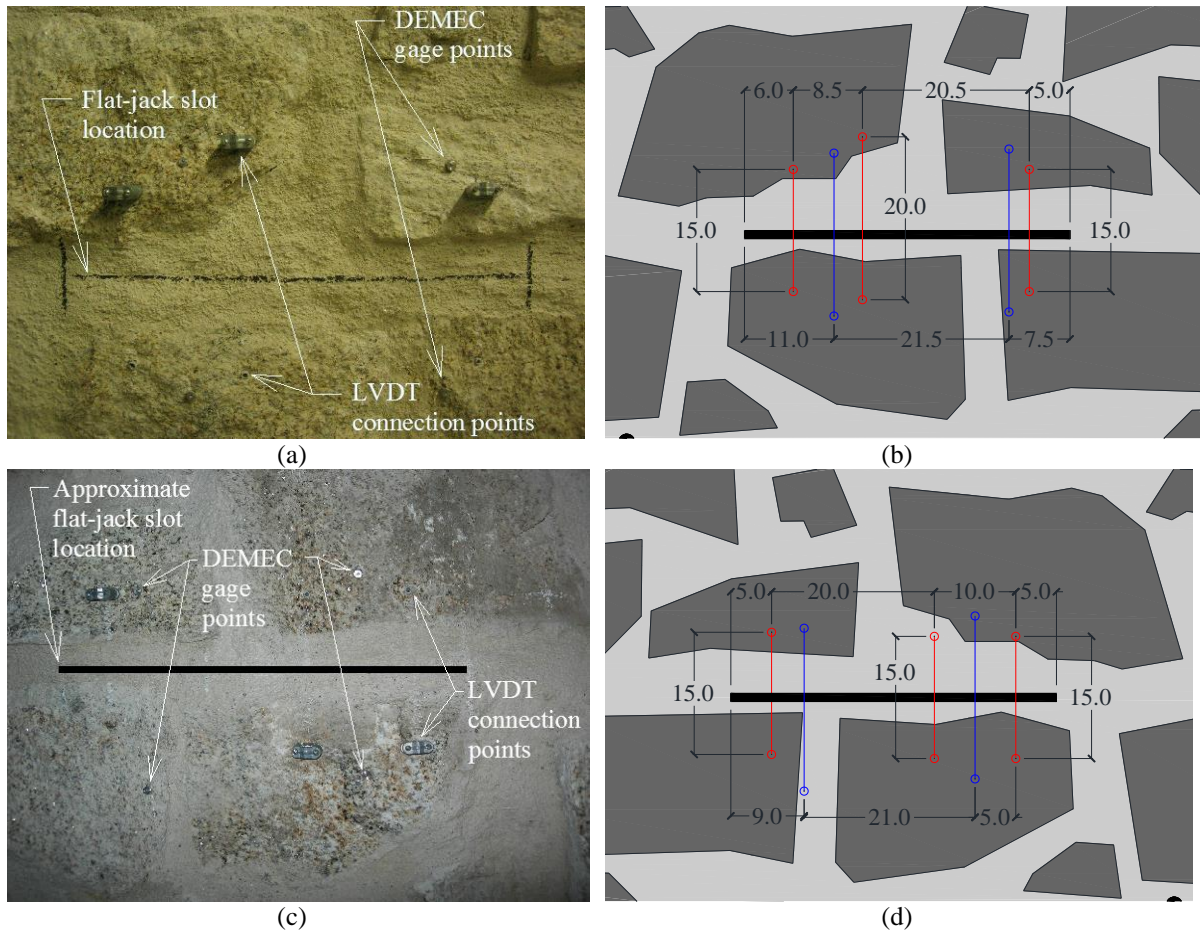 DEMEC
gage points
Flat-jack slot
location
LVDT
connection points
(a)
6.0 8.5 20.5 5.0
20.0
15.0 15.0
11.0 21.5 7.5
(b)
Approximate
flat-jack slot
location
DEMEC
gage
points
LVDT
connection
points
(c)
5.0 20.0 10.0 5.0
15.0 15.0 15.0
9.0 21.0 5.0
(d)